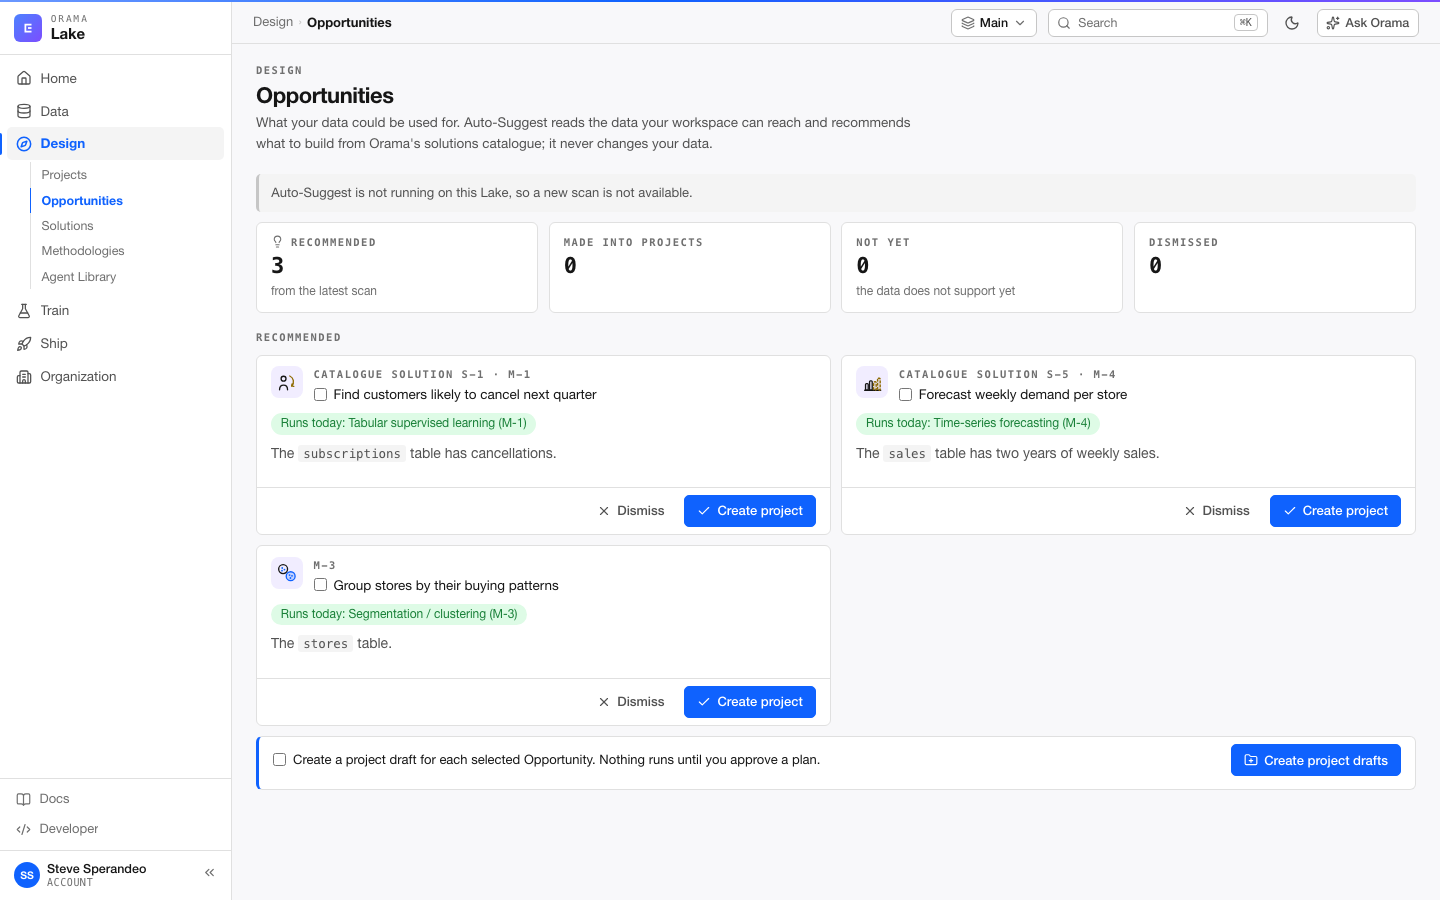 ORAMA
Lake
Design · Opportunities
Main
Search
⌘K
Ask Orama
Home
Data
Design
Projects
Opportunities
Solutions
Methodologies
Agent Library
Train
Ship
Organization
Docs
Developer
SS
Steve Sperandeo
ACCOUNT
DESIGN
Opportunities
What your data could be used for. Auto-Suggest reads the data your workspace can reach and recommends
what to build from Orama's solutions catalogue; it never changes your data.
Auto-Suggest is not running on this Lake, so a new scan is not available.
RECOMMENDED
3
from the latest scan
MADE INTO PROJECTS
0
NOT YET
0
the data does not support yet
DISMISSED
0
RECOMMENDED
CATALOGUE SOLUTION S-1 · M-1
Find customers likely to cancel next quarter
Runs today: Tabular supervised learning (M-1)
The subscriptions table has cancellations.
Dismiss
Create project
CATALOGUE SOLUTION S-5 · M-4
Forecast weekly demand per store
Runs today: Time-series forecasting (M-4)
The sales table has two years of weekly sales.
Dismiss
Create project
M-3
Group stores by their buying patterns
Runs today: Segmentation / clustering (M-3)
The stores table.
Dismiss
Create project
Create a project draft for each selected Opportunity. Nothing runs until you approve a plan.
Create project drafts